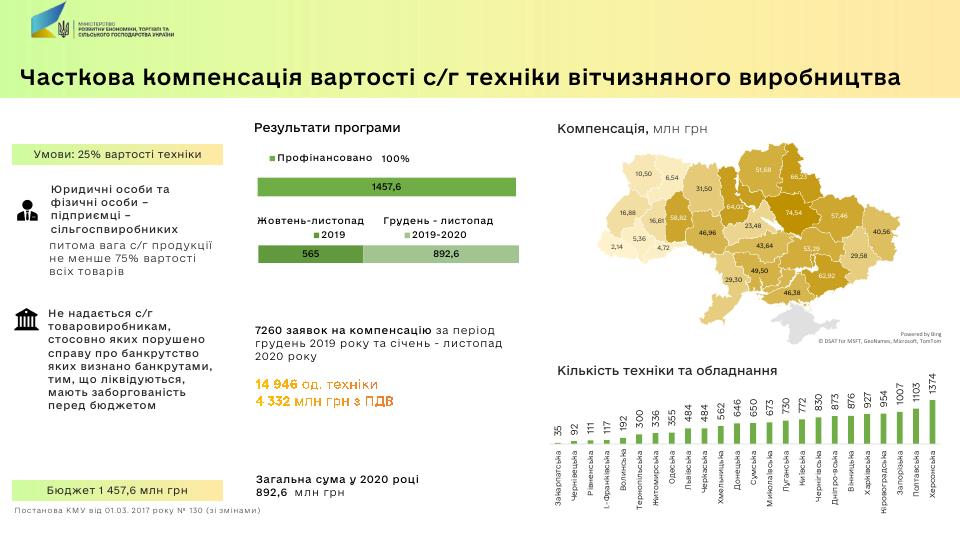 МІНІСТЕРСТВО
РОЗВИТКУ ЕКОНОМІКИ, ТОРГІВЛІ ТА
СІЛЬСЬКОГО ГОСПОДАРСТВА УКРАЇНИ
Часткова компенсація вартості с/г техніки вітчизняного виробництва
Умови: 25% вартості техніки
Юридичні особи та
фізичні особи –
підприємці –
сільгоспвиробниких
питома вага с/г продукції
не менше 75% вартості
всіх товарів
Не надається с/г
товаровиробникам,
стосовно яких порушено
справу про банкрутство
яких визнано банкрутами,
тим, що ліквідуються,
мають заборгованість
перед бюджетом
Бюджет 1 457,6 млн грн
Постанова КМУ від 01.03. 2017 року № 130 (зі змінами)
Результати програми
Профінансовано 100%
1457,6
Жовтень-листопад Грудень - листопад
2019 2019-2020
565 892,6
7260 заявок на компенсацію за період
грудень 2019 року та січень - листопад
2020 року
14 946 од. техніки
4 332 млн грн з ПДВ
Загальна сума у 2020 році
892,6 млн грн
Компенсація, млн грн
10,50
6,54
31,50
51,68
66,23
16,88
16,61
58,82
64,02
74,54
57,46
2,14
5,36
4,72
46,96
23,48
43,64
53,29
40,56
29,58
29,30
49,50
62,92
46,38
Powered by Bing
© DSAT for MSFT, GeoNames, Microsoft, TomTom
Кількість техніки та обладнання
35 92 111 117 192 300 336 355 484 484 562 646 650 673 730 772 830 873 876 927 954 1007 1103 1374
Закарпатська
Чернівецька
Рівненська
І.-Франківська
Волинська
Тернопільська
Житомирська
Одеська
Львівська
Черкаська
Хмельницька
Донецька
Сумська
Миколаївська
Луганська
Київська
Чернігівська
Дніпро-вська
Вінницька
Харківська
Кіровоградська
Запорізька
Полтавська
Херсонська